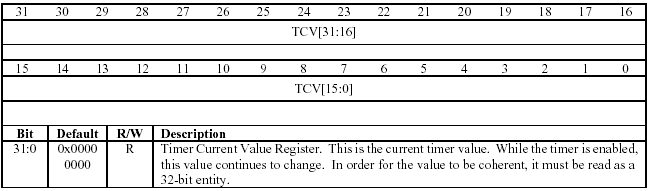 31 30 29 28 27 26 25 24 23 22 21 20 19 18 17 16
TCV[31:16]
15 14 13 12 11 10 9 8 7 6 5 4 3 2 1 0
TCV[15:0]
Bit Default R/W Description
31:0 0x0000 R Timer Current Value Register. This is the current timer value. While the timer is enabled,
0000 this value continues to change. In order for the value to be coherent, it must be read as a
32-bit entity.